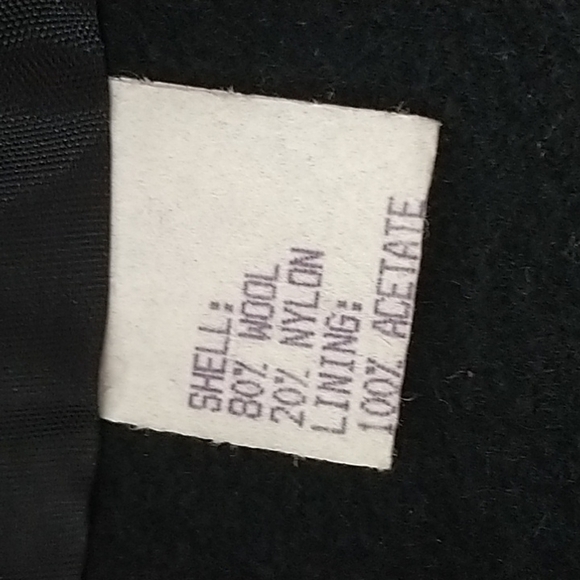 SHELL:
80% WOOL
20% NYLON
LINING:
100% ACETATE